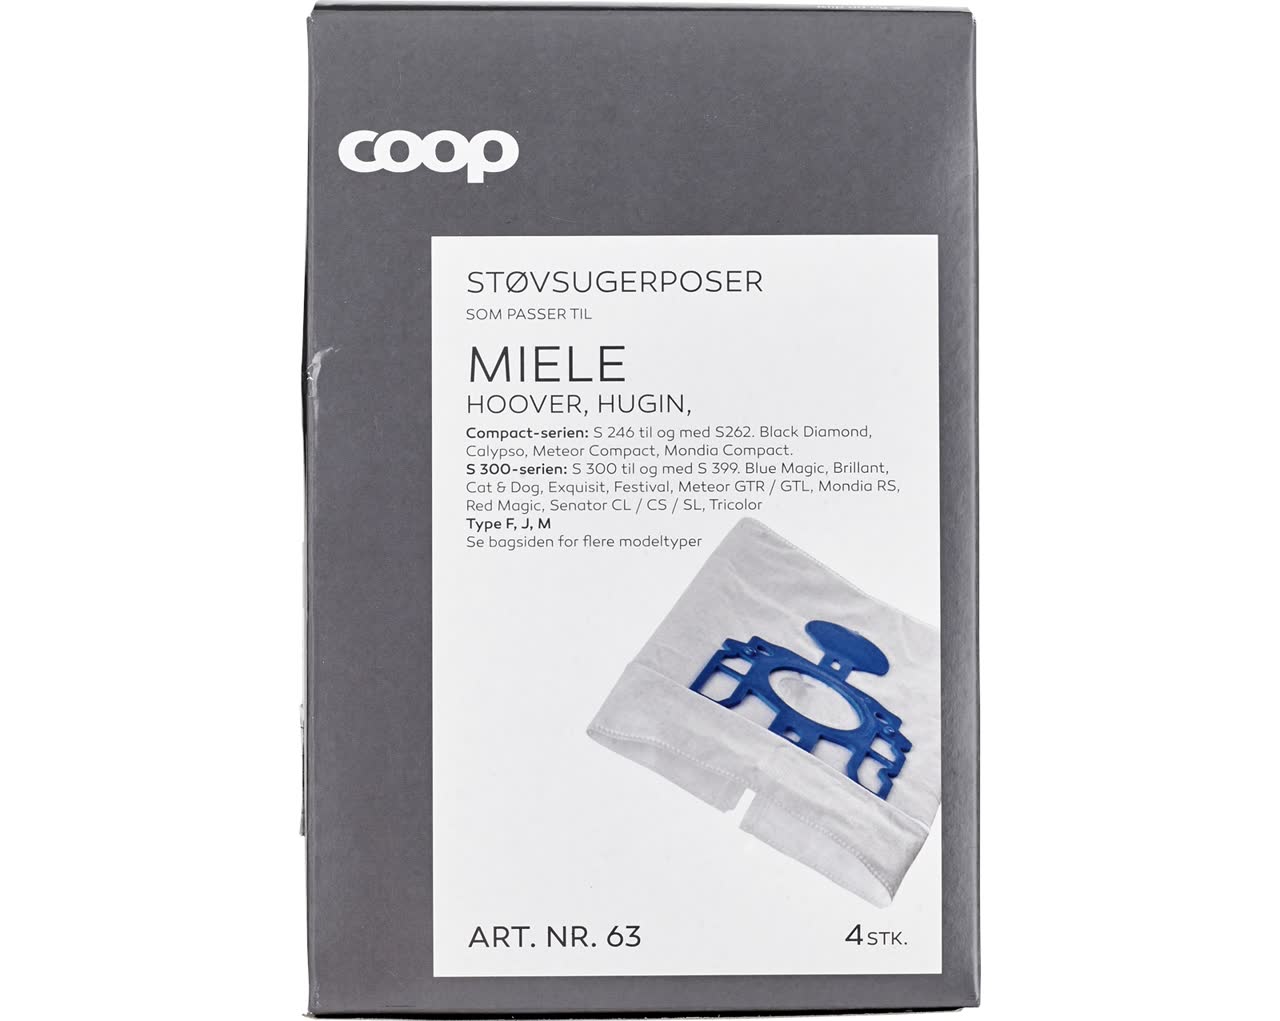 coop
STØVSUGERPOSER
SOM PASSER TIL
MIELE
HOOVER, HUGIN,
Compact-serien: S 246 til og med S262. Black Diamond,
Calypso, Meteor Compact, Mondia Compact.
S 300-serien: S 300 til og med S 399. Blue Magic, Brillant,
Cat & Dog, Exquisit, Festival, Meteor GTR / GTL, Mondia RS,
Red Magic, Senator CL / CS / SL, Tricolor
Type F, J, M
Se bagsiden for flere modeltyper
ART. NR. 63
4 STK.